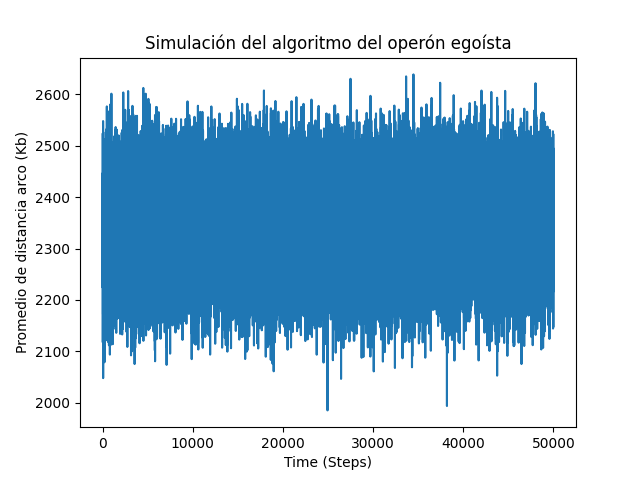 Simulación del algoritmo del operón egoísta
Promedio de distancia arco (Kb)
2600
2500
2400
2300
2200
2100
2000
0 10000 20000 30000 40000 50000
Time (Steps)